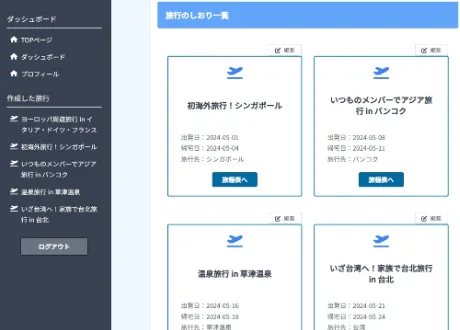 ダッシュボード
TOPページ
ダッシュボード
プロフィール
作成した旅行
ヨーロッパ周遊旅行 in イ
タリア・ドイツ・フランス
初海外旅行！シンガポール
いつものメンバーでアジア
旅行 in バンコク
温泉旅行 in 草津温泉
いざ台湾へ！家族で台北旅
行 in 台北
ログアウト
旅行のしおり一覧
編集
初海外旅行！シンガポール
出発日：2024-05-01
帰宅日：2024-05-04
旅行先：シンガポール
旅程表へ
編集
いつものメンバーでアジア旅
行 in バンコク
出発日：2024-05-08
帰宅日：2024-05-11
旅行先：バンコク
旅程表へ
編集
温泉旅行 in 草津温泉
出発日：2024-05-16
帰宅日：2024-05-18
旅行先：草津温泉
編集
いざ台湾へ！家族で台北旅行
in 台北
出発日：2024-05-21
帰宅日：2024-05-24
旅行先：台湾